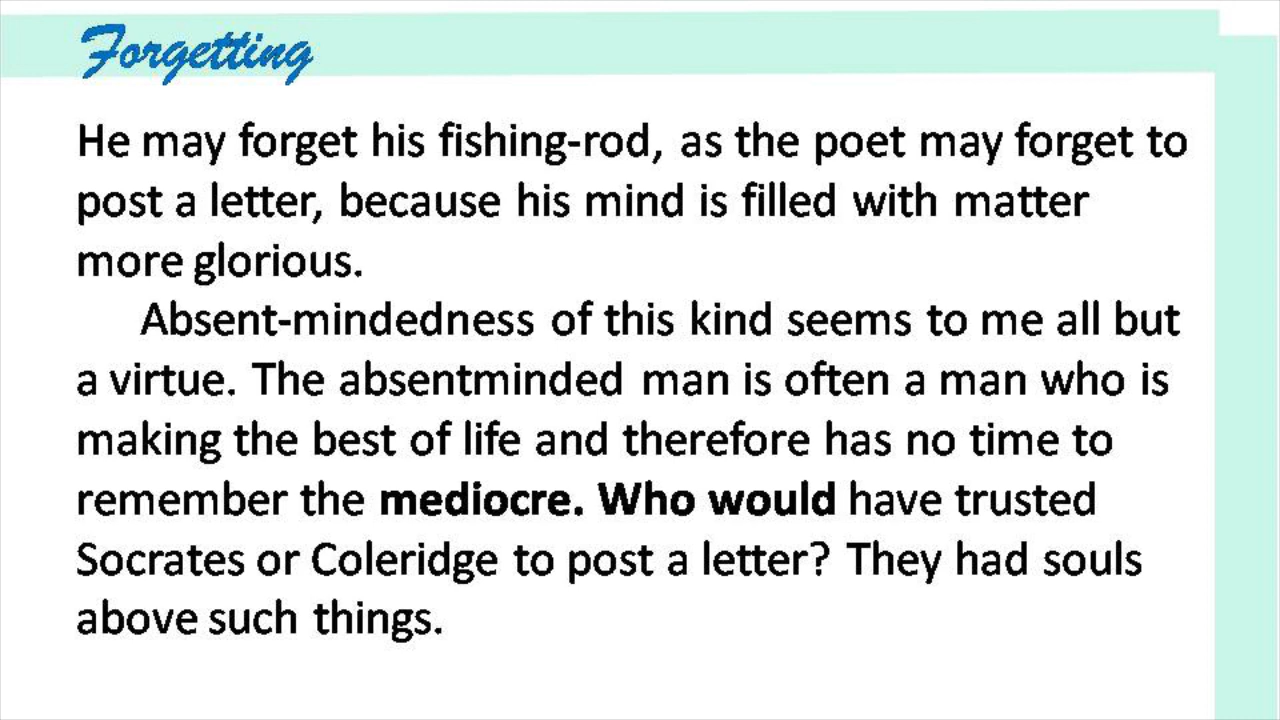 Forgetting
He may forget his fishing-rod, as the poet may forget to
post a letter, because his mind is filled with matter
more glorious.
Absent-mindedness of this kind seems to me all but
a virtue. The absentminded man is often a man who is
making the best of life and therefore has no time to
remember the mediocre. Who would have trusted
Socrates or Coleridge to post a letter? They had souls
above such things.